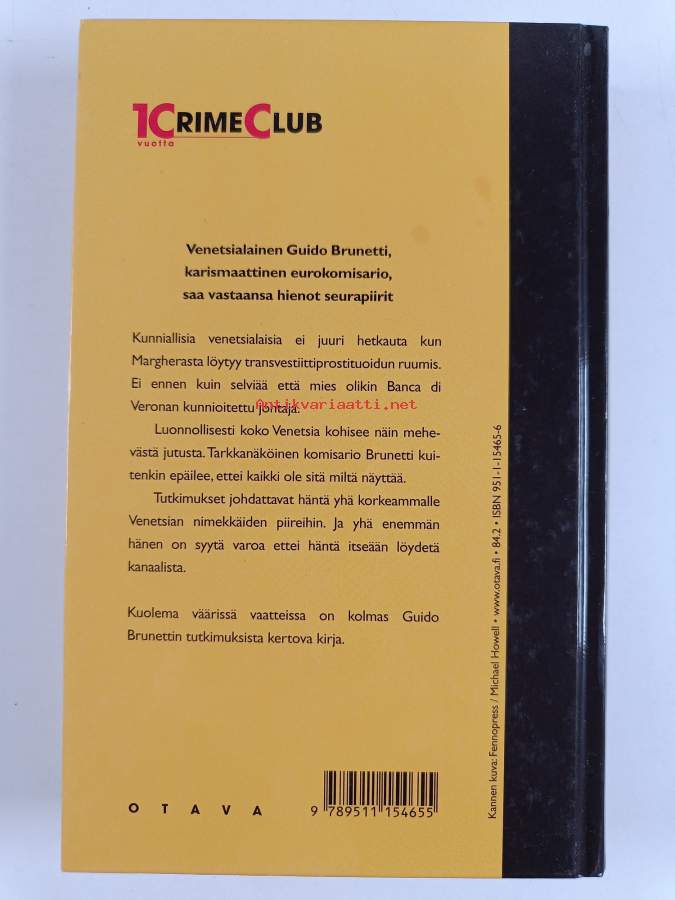 1CRIMECLUB
vuotta
Venetsialainen Guido Brunetti,
karismaattinen eurokomisario,
saa vastaansa hienot seurapiirit
Kunniallisia venetsialaisia ei juuri hetkauta kun
Margherasta löytyy transvestiittiprostituoidun ruumis.
Ei ennen kuin selviää että mies olikin Banca di
Veronan kunnioitettu johtaja.
Antikvariaatti.net
Luonnollisesti koko Venetsia kohisee näin mehe-
västä jutusta. Tarkkanäköinen komisario Brunetti kui-
tenkin epäilee, ettei kaikki ole sitä miltä näyttää.
Tutkimukset johdattavat häntä yhä korkeammalle
Venetsian nimekkäiden piireihin. Ja yhä enemmän
hänen on syytä varoa ettei häntä itseään löydetä
kanaalista.
Kuolema väärissä vaatteissa on kolmas Guido
Brunettin tutkimuksista kertova kirja.
OTAVA
9 789511 154655
Kannen kuva: Fennopress / Michael Howell • www.otava.fi • 84.2 • ISBN 951-1-15465-6